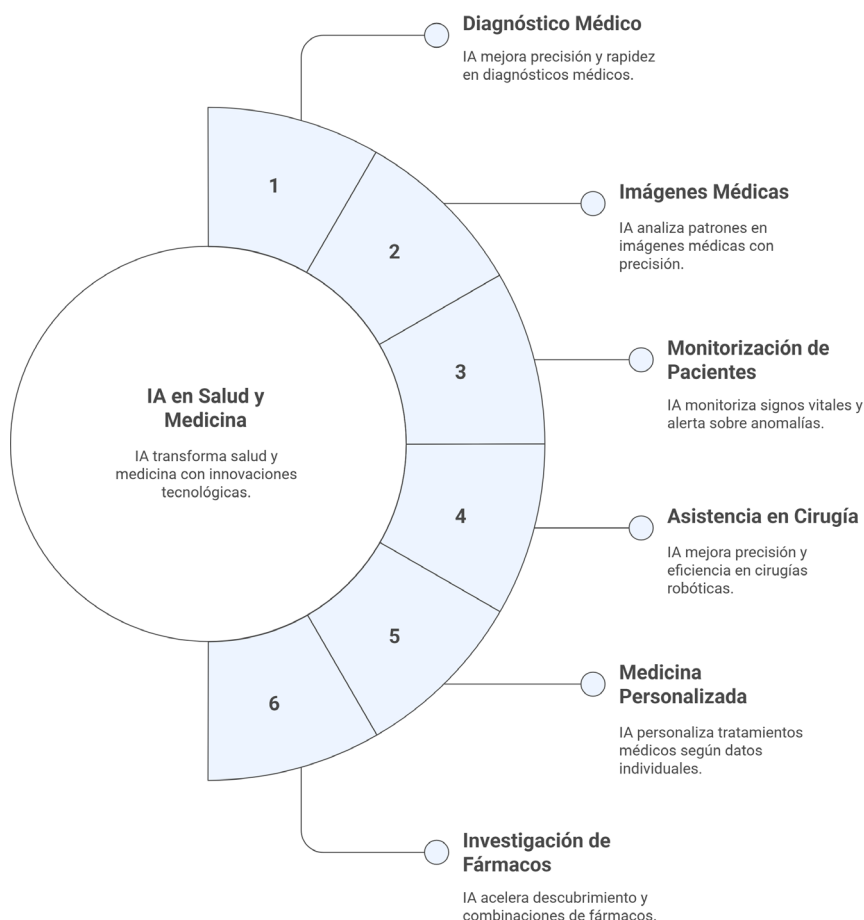 Diagnóstico Médico
IA mejora precisión y rapidez
en diagnósticos médicos.
1
Imágenes Médicas
IA analiza patrones en
imágenes médicas con
precisión.
2
Monitorización de
Pacientes
IA monitoriza signos vitales y
alerta sobre anomalías.
3
IA en Salud y
Medicina
IA transforma salud y
medicina con innovaciones
tecnológicas.
4
Asistencia en Cirugía
IA mejora precisión y
eficiencia en cirugías
robóticas.
5
Medicina
Personalizada
IA personaliza tratamientos
médicos según datos
individuales.
6
Investigación de
Fármacos
IA acelera descubrimiento y
combinaciones de fármacos.